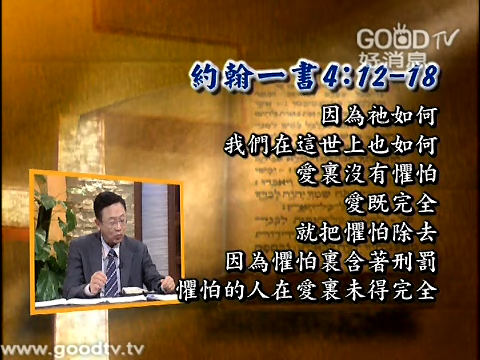 GOOD TV
好消息
約翰一書4:12-18
因為祂如何
我們在這世上也如何
愛裏沒有懼怕
愛既完全
就把懼怕除去
因為懼怕裏含著刑罰
懼怕的人在愛裏未得完全
www.goodtv.tv